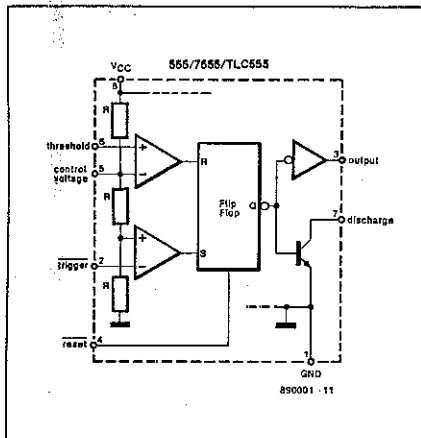 555/7555/TLC555
VCC
8
R
threshold 6
+
R
control
voltage 5
−
R
Flip
Flop
Q
3 output
7
discharge
+
trigger 2
−
S
R
reset
4
1
GND
890001 - 11